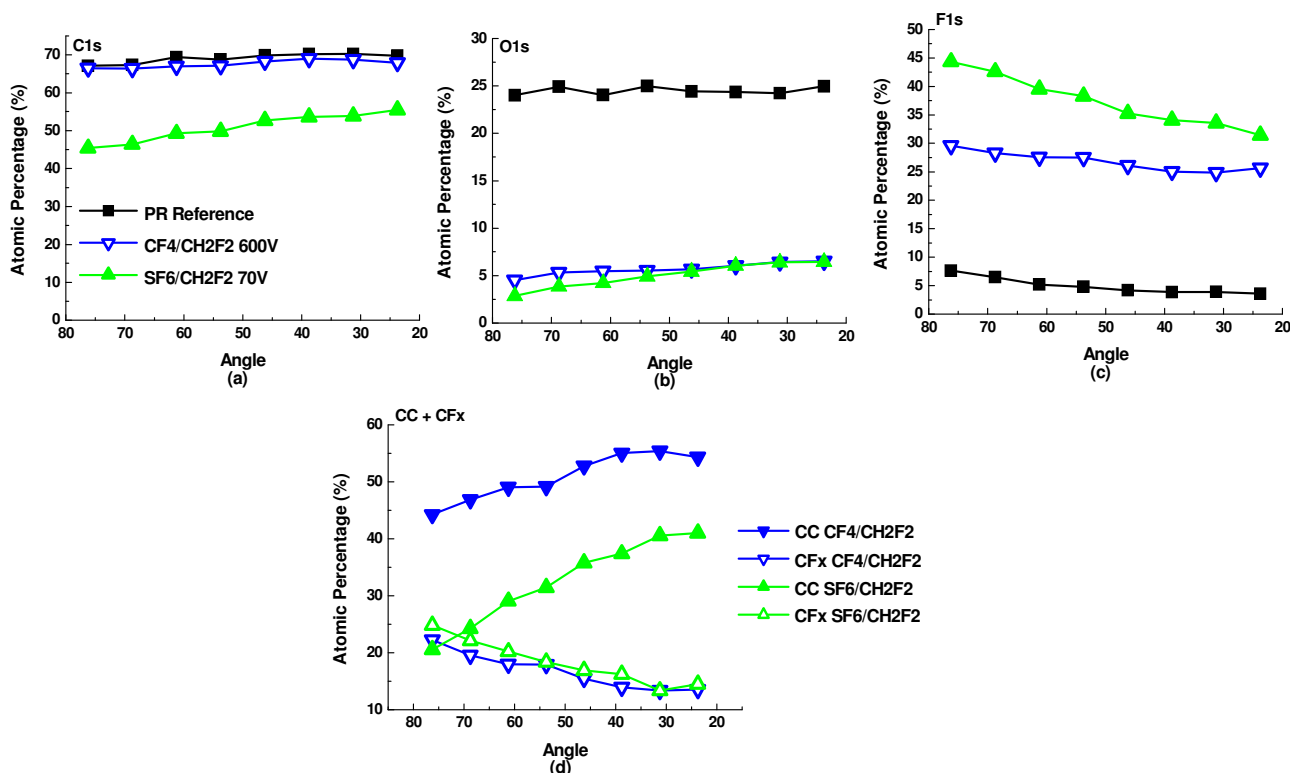 C1s
Atomic Percentage (%)
80
70
60
50
40
30
20
10
0
PR Reference
CF4/CH2F2 600V
SF6/CH2F2 70V
80 70 60 50 40 30 20
Angle
(a)
O1s
Atomic Percentage (%)
30
25
20
15
10
5
0
80 70 60 50 40 30 20
Angle
(b)
F1s
Atomic Percentage (%)
50
45
40
35
30
25
20
15
10
5
0
80 70 60 50 40 30 20
Angle
(c)
CC + CFx
Atomic Percentage (%)
60
50
40
30
20
10
80 70 60 50 40 30 20
Angle
(d)
CC CF4/CH2F2
CFx CF4/CH2F2
CC SF6/CH2F2
CFx SF6/CH2F2